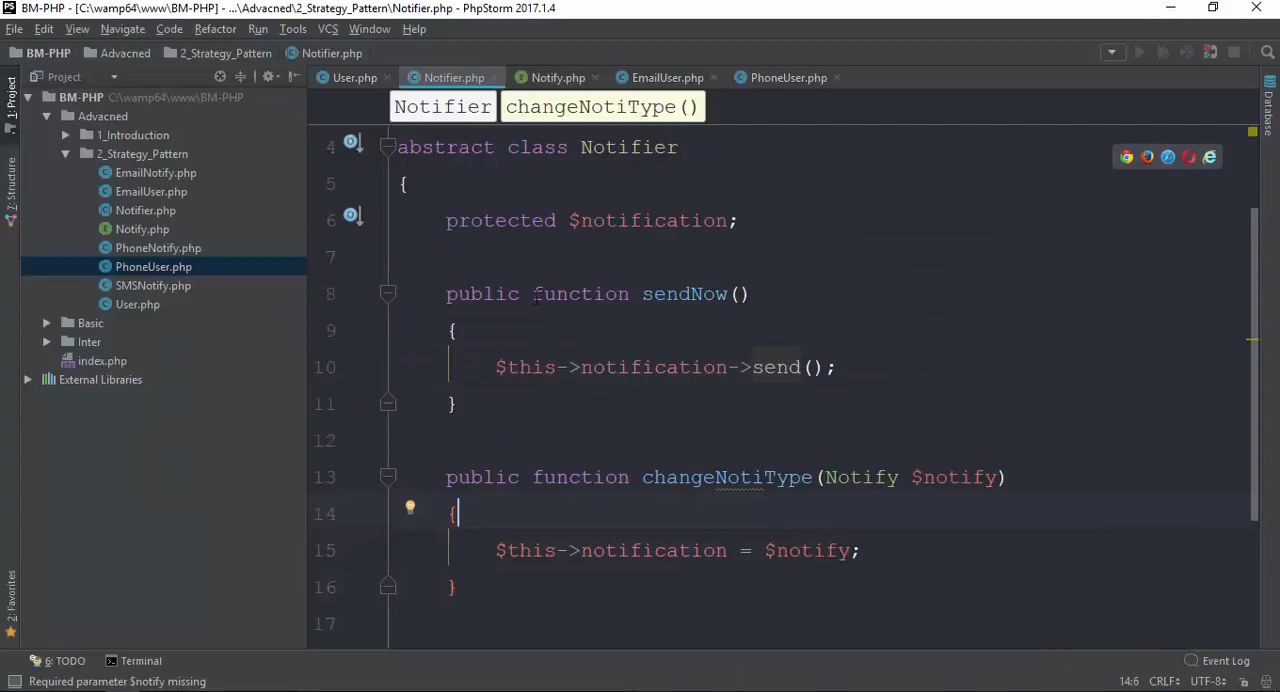 BM-PHP - [C:\wamp64\www\BM-PHP] - ...\Advacned\2_Strategy_Pattern\Notifier.php - PhpStorm 2017.1.4
File Edit View Navigate Code Refactor Run Tools VCS Window Help
BM-PHP Advacned 2_Strategy_Pattern Notifier.php
Project
User.php Notifier.php Notify.php EmailUser.php PhoneUser.php
1: Project
Z: Structure
2: Favorites
BM-PHP C:\wamp64\www\BM-PHP
Advacned
1_Introduction
2_Strategy_Pattern
EmailNotify.php
EmailUser.php
Notifier.php
Notify.php
PhoneNotify.php
PhoneUser.php
SMSNotify.php
User.php
Basic
Inter
index.php
External Libraries
Notifier changeNotiType()
4 abstract class Notifier
5 {
6 protected $notification;
7
8 public function sendNow()
9 {
10 $this->notification->send();
11 }
12
13 public function changeNotiType(Notify $notify)
14 {
15 $this->notification = $notify;
16 }
17
Database
6: TODO Terminal Event Log
Required parameter $notify missing 14:6 CRLF UTF-8